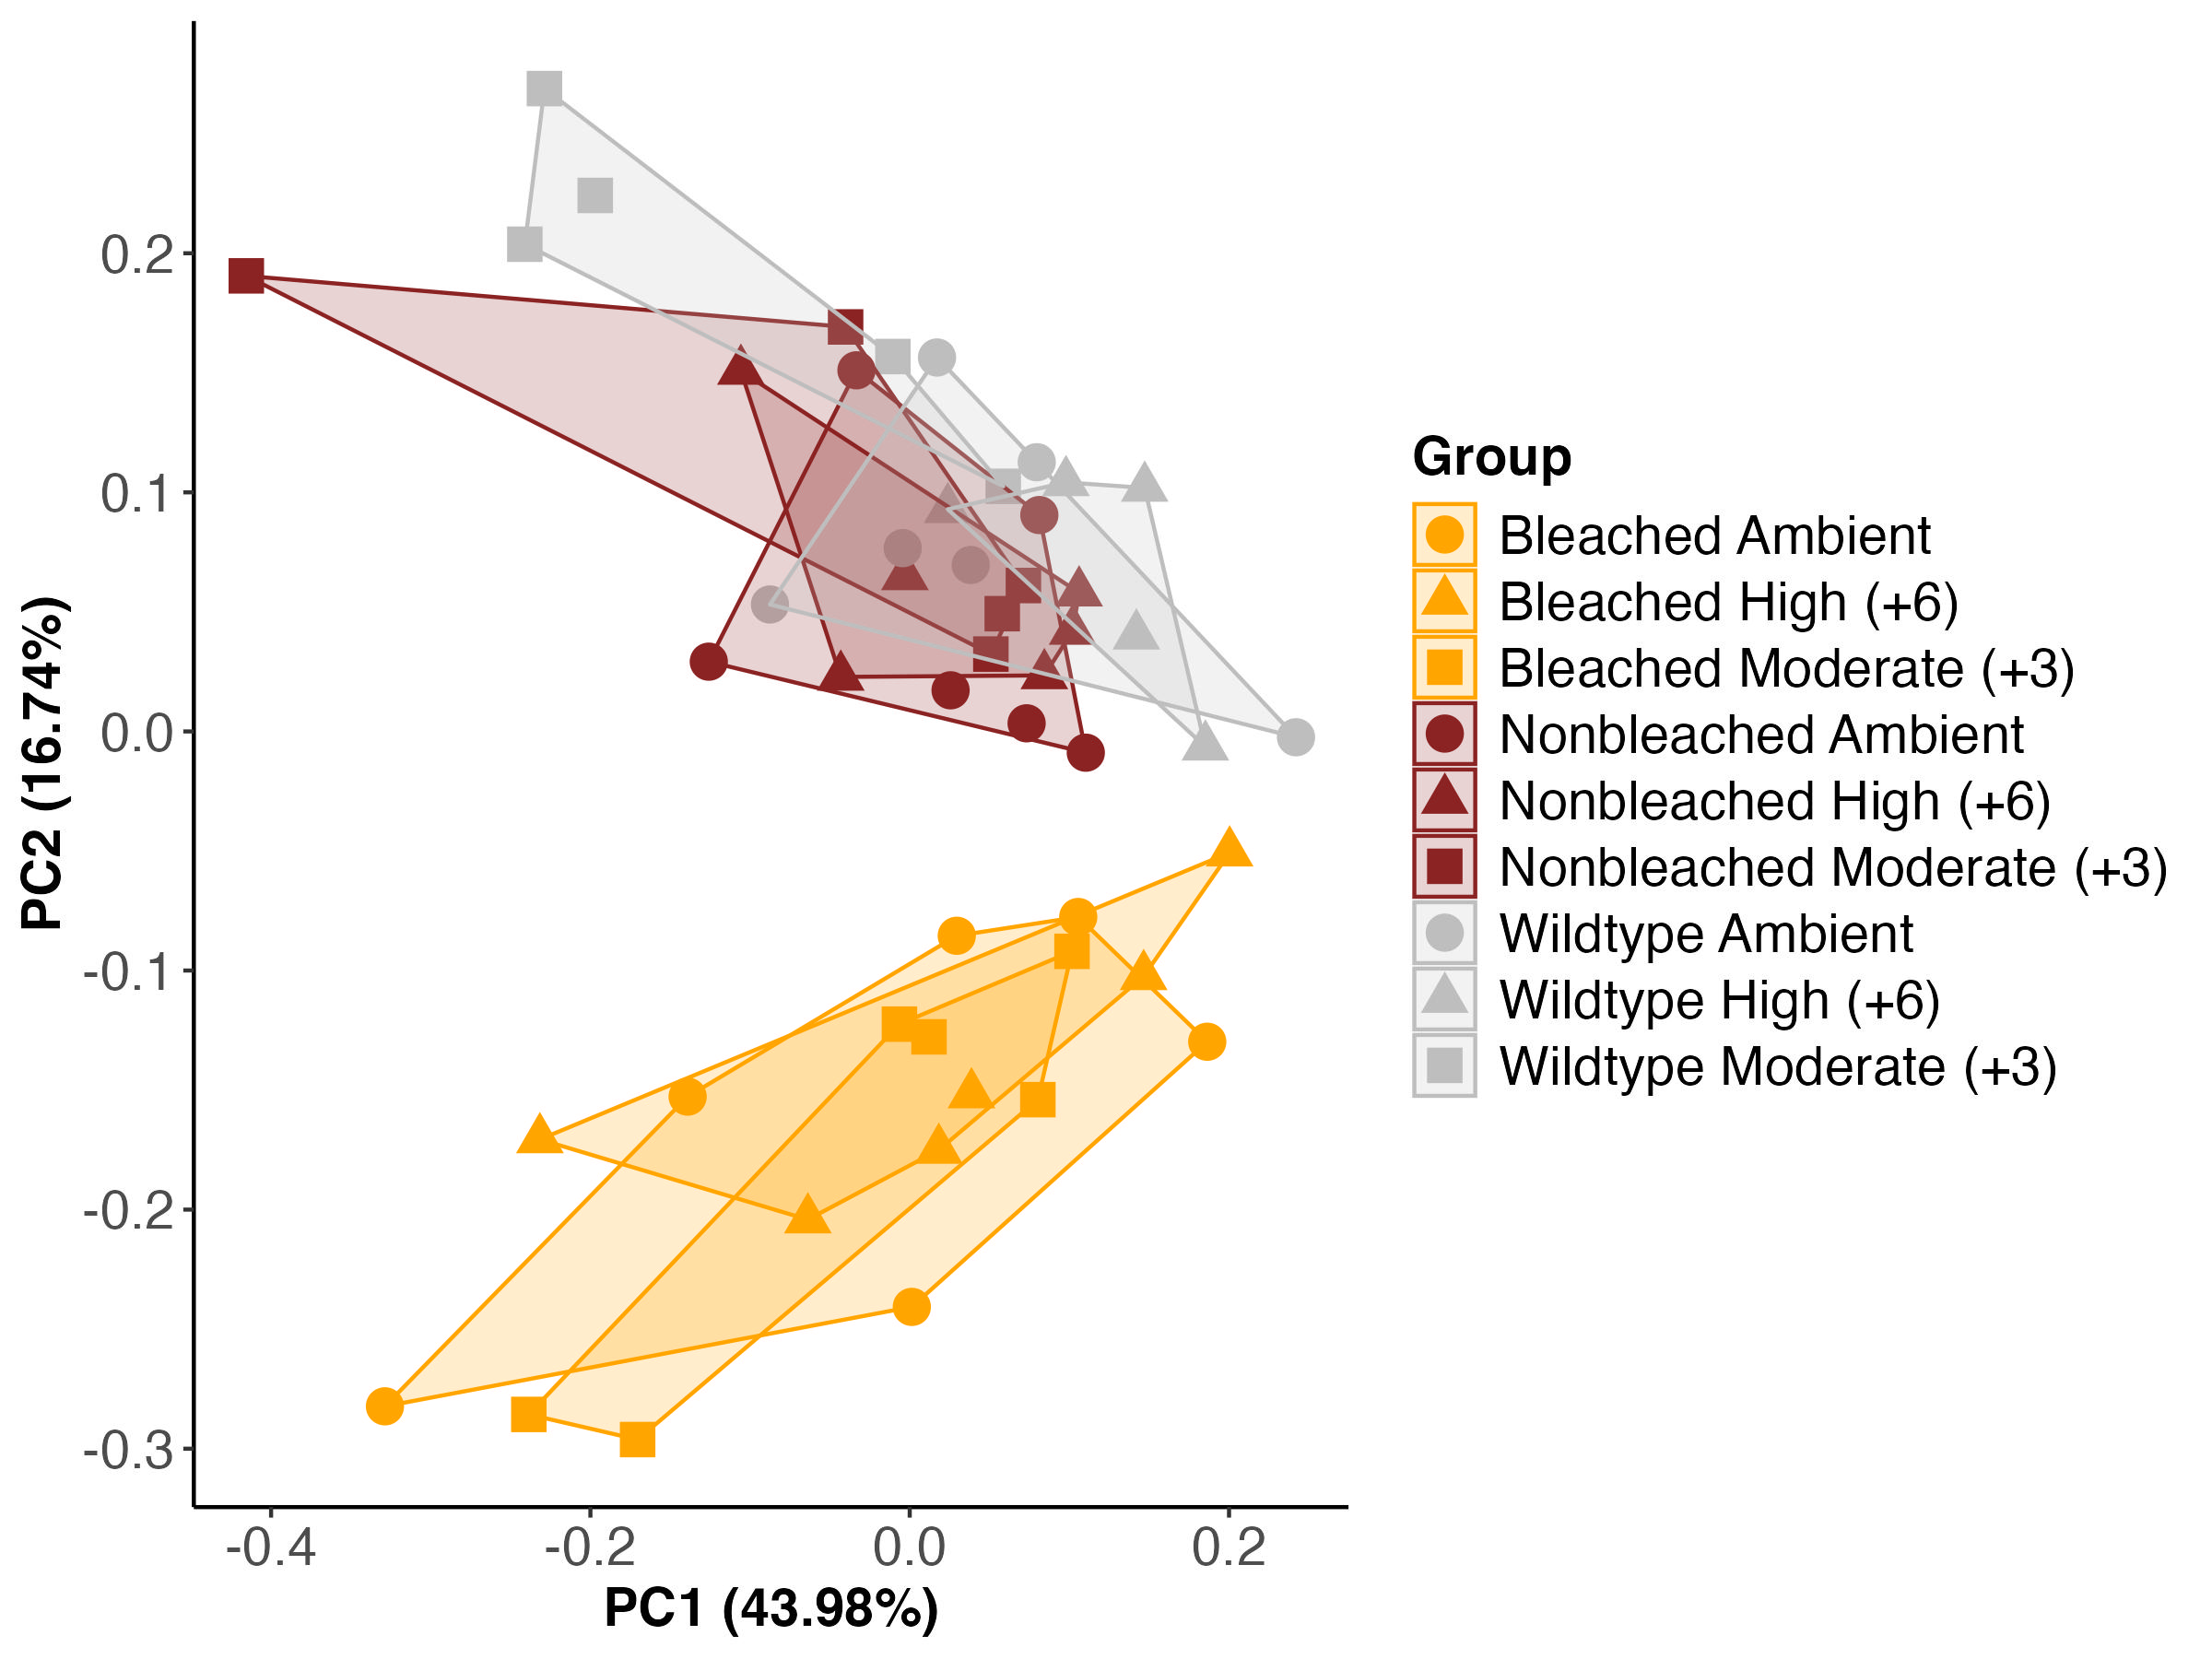 0.2
0.1
0.0
-0.1
-0.2
-0.3
PC2 (16.74%)
-0.4
-0.2
0.0
0.2
PC1 (43.98%)
Group
Bleached Ambient
Bleached High (+6)
Bleached Moderate (+3)
Nonbleached Ambient
Nonbleached High (+6)
Nonbleached Moderate (+3)
Wildtype Ambient
Wildtype High (+6)
Wildtype Moderate (+3)